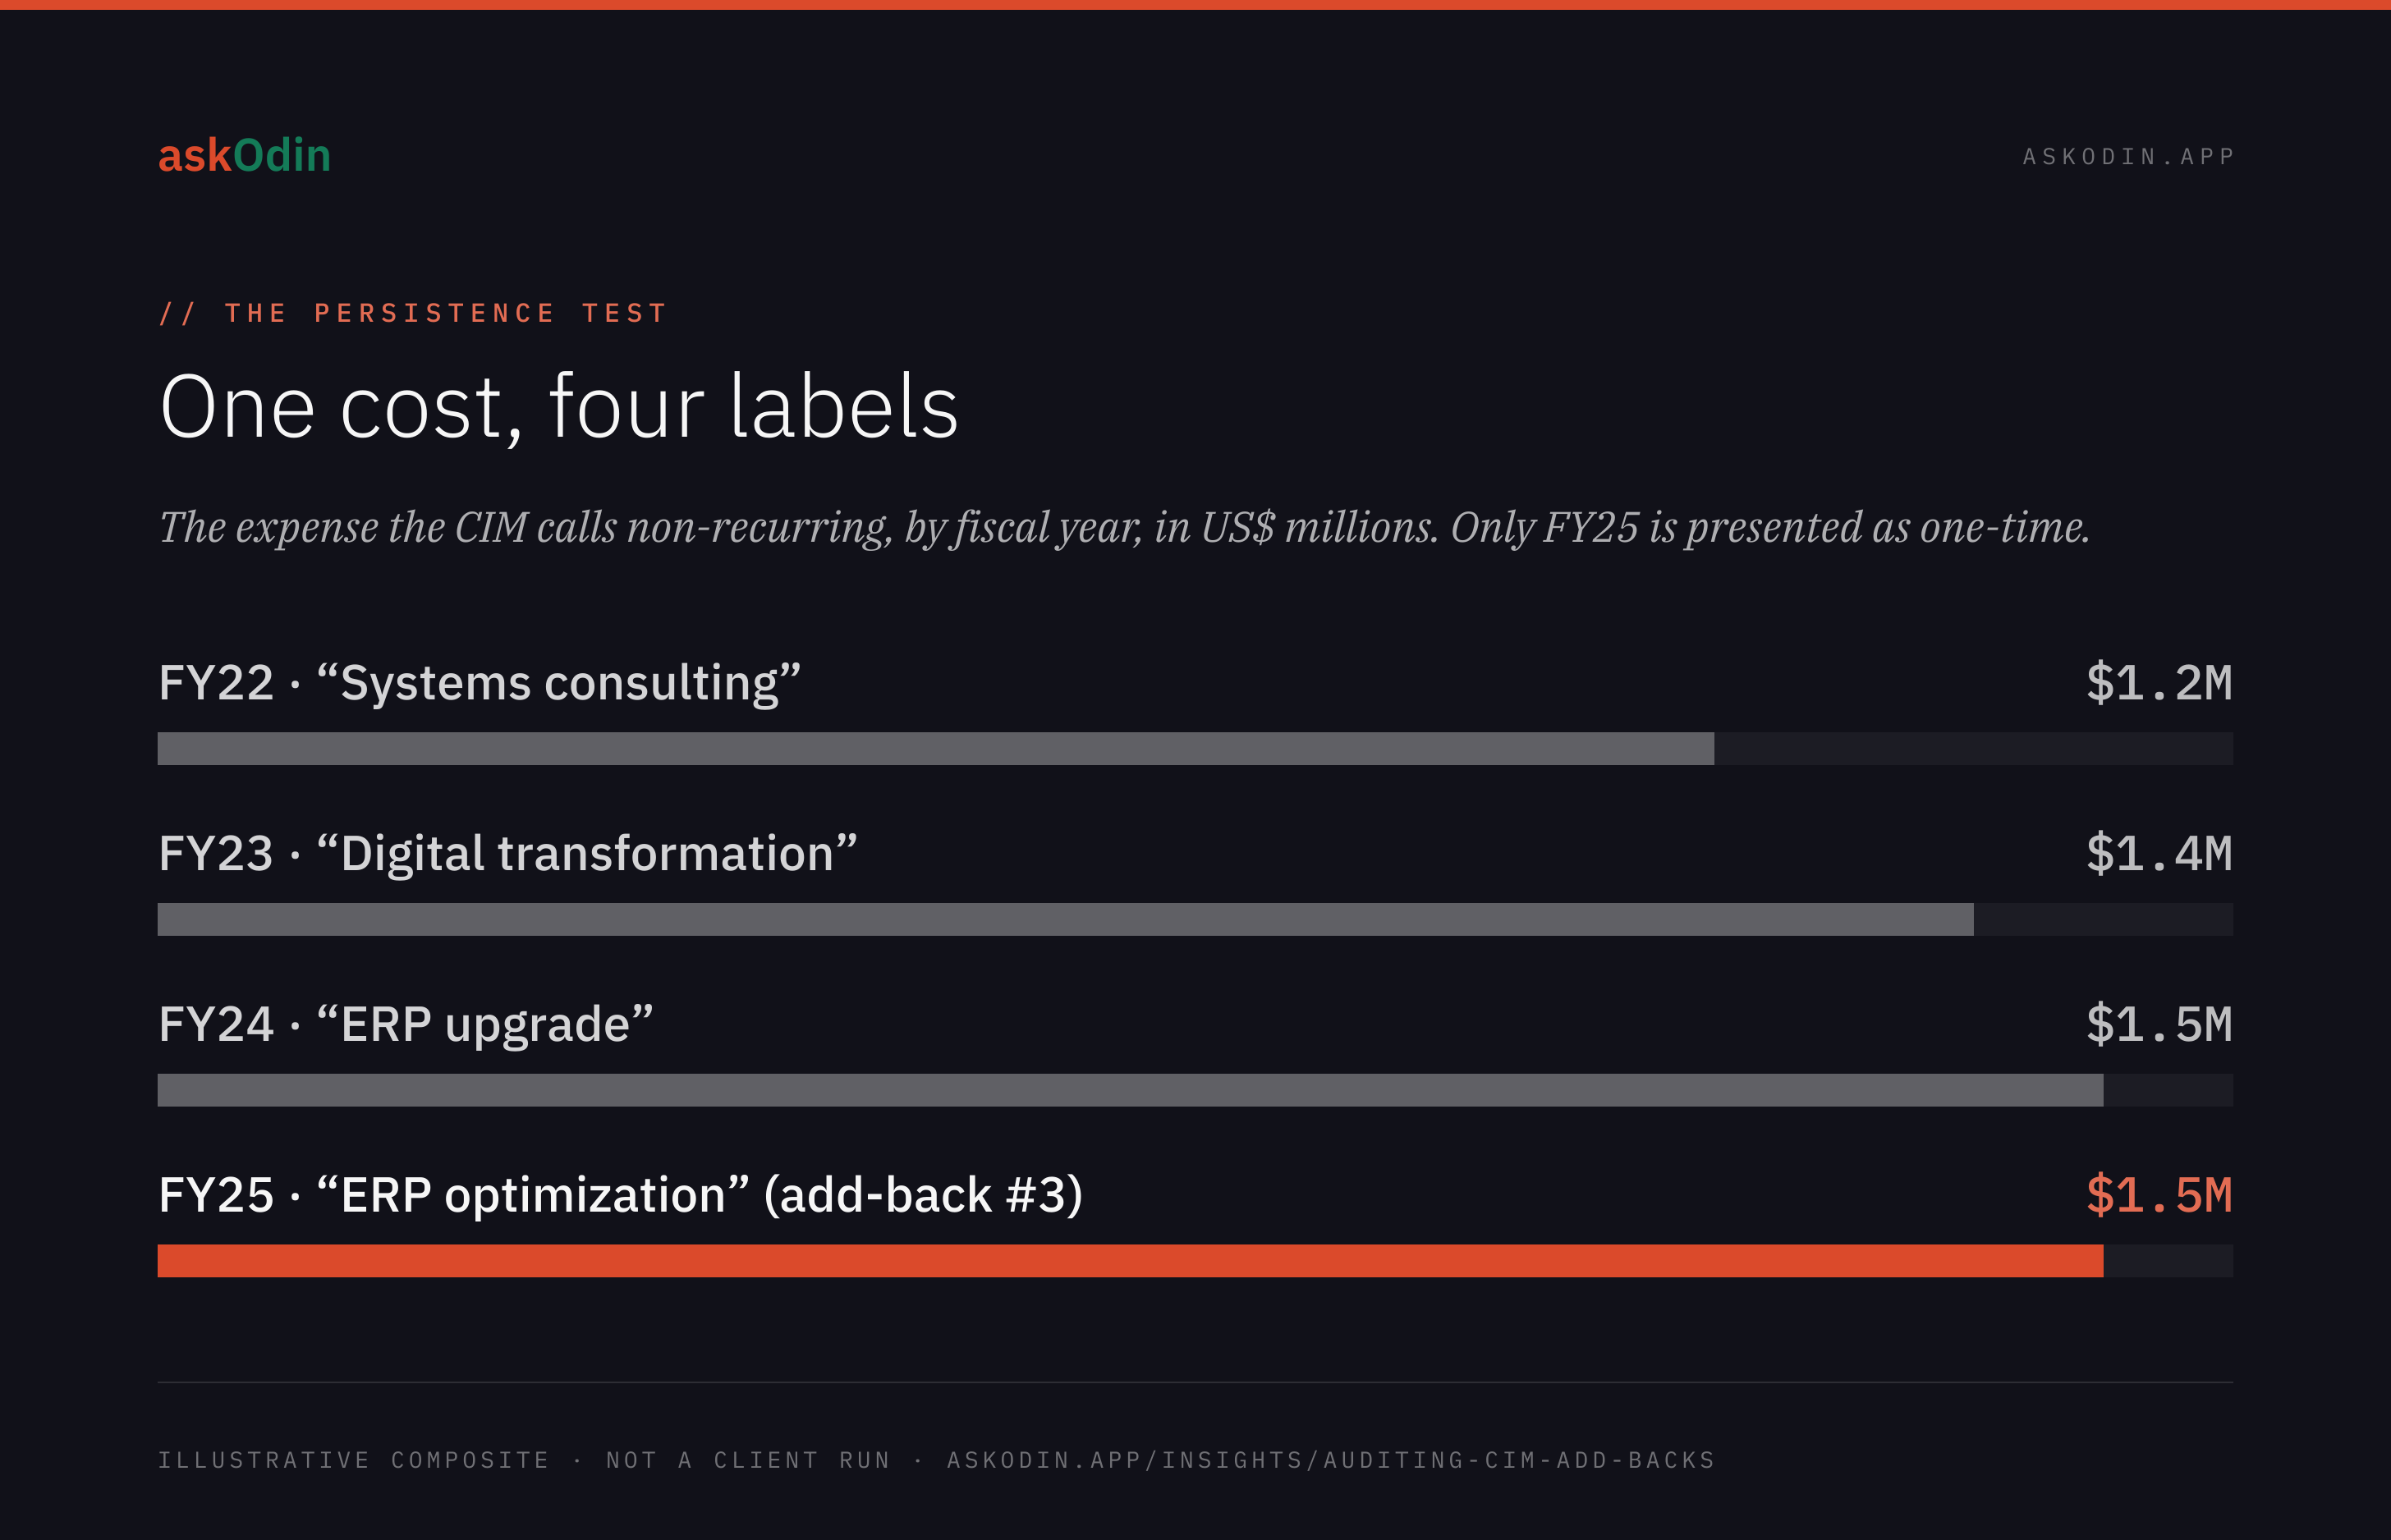 askOdin
ASKODIN.APP
// THE PERSISTENCE TEST
One cost, four labels
The expense the CIM calls non-recurring, by fiscal year, in US$ millions. Only FY25 is presented as one-time.
FY22 · “Systems consulting” $1.2M
FY23 · “Digital transformation” $1.4M
FY24 · “ERP upgrade” $1.5M
FY25 · “ERP optimization” (add-back #3) $1.5M
ILLUSTRATIVE COMPOSITE · NOT A CLIENT RUN · ASKODIN.APP/INSIGHTS/AUDITING-CIM-ADD-BACKS